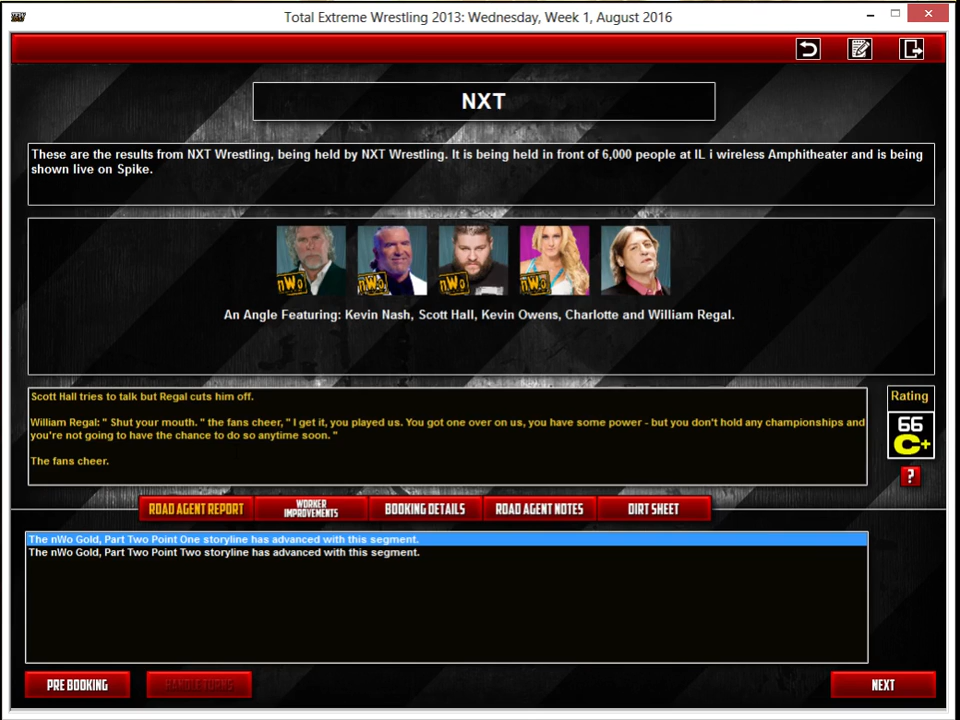 Total Extreme Wrestling 2013: Wednesday, Week 1, August 2016
NXT
These are the results from NXT Wrestling, being held by NXT Wrestling. It is being held in front of 6,000 people at IL i wireless Amphitheater and is being
shown live on Spike.
nWo nWo nWo nWo
An Angle Featuring: Kevin Nash, Scott Hall, Kevin Owens, Charlotte and William Regal.
Scott Hall tries to talk but Regal cuts him off.
William Regal: " Shut your mouth. " the fans cheer, " I get it, you played us. You got one over on us, you have some power - but you don't hold any championships and
you're not going to have the chance to do so anytime soon. "
The fans cheer.
Rating
66
C+
?
ROAD AGENT REPORT WORKER IMPROVEMENTS BOOKING DETAILS ROAD AGENT NOTES DIRT SHEET
The nWo Gold, Part Two Point One storyline has advanced with this segment.
The nWo Gold, Part Two Point Two storyline has advanced with this segment.
PRE BOOKING HANDLE TURNS NEXT